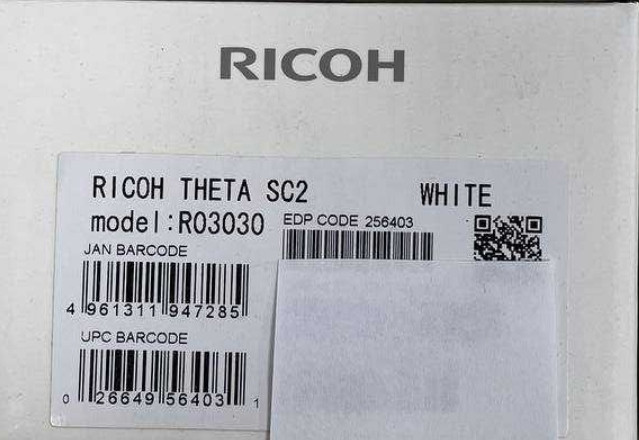 RICOH
RICOH THETA SC2 WHITE
model:R03030 EDP CODE 256403
JAN BARCODE
4 961311 947285
UPC BARCODE
0 26649 56403 1